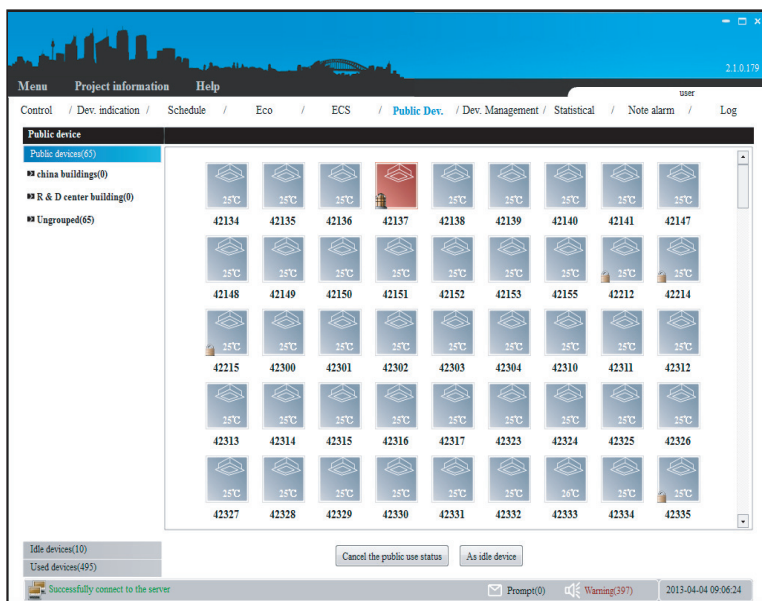 2.1.0.179
Menu Project information Help
user
Control / Dev. indication / Schedule / Eco / ECS / Public Dev. / Dev. Management / Statistical / Note alarm / Log
Public device
Public devices(65)
china buildings(0)
R & D center building(0)
Ungrouped(65)
25℃ 25℃ 25℃ 25℃ 25℃ 25℃ 25℃ 25℃
42134 42135 42136 42137 42138 42139 42140 42141 42147
25℃ 25℃ 25℃ 25℃ 25℃ 25℃ 25℃ 25℃ 25℃
42148 42149 42150 42151 42152 42153 42155 42212 42214
25℃ 25℃ 25℃ 25℃ 25℃ 25℃ 25℃ 25℃ 25℃
42215 42300 42301 42302 42303 42304 42310 42311 42312
25℃ 25℃ 25℃ 25℃ 25℃ 25℃ 25℃ 25℃ 25℃
42313 42314 42315 42316 42317 42323 42324 42325 42326
25℃ 25℃ 25℃ 25℃ 25℃ 25℃ 26℃ 25℃ 25℃
42327 42328 42329 42330 42331 42332 42333 42334 42335
Idle devices(10)
Used devices(495)
Cancel the public use status As idle device
Successfully connect to the server Prompt(0) Warning(397) 2013-04-04 09:06:24